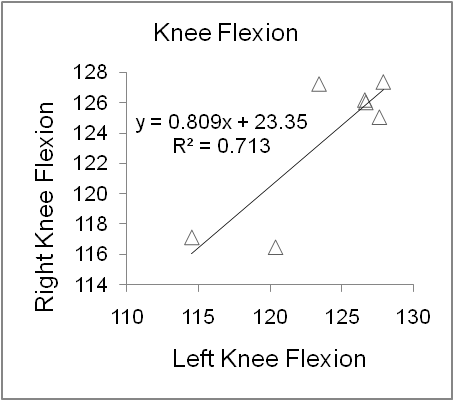 Knee Flexion
Right Knee Flexion
128
126
124
122
120
118
116
114
y = 0.809x + 23.35
R² = 0.713
110 115 120 125 130
Left Knee Flexion